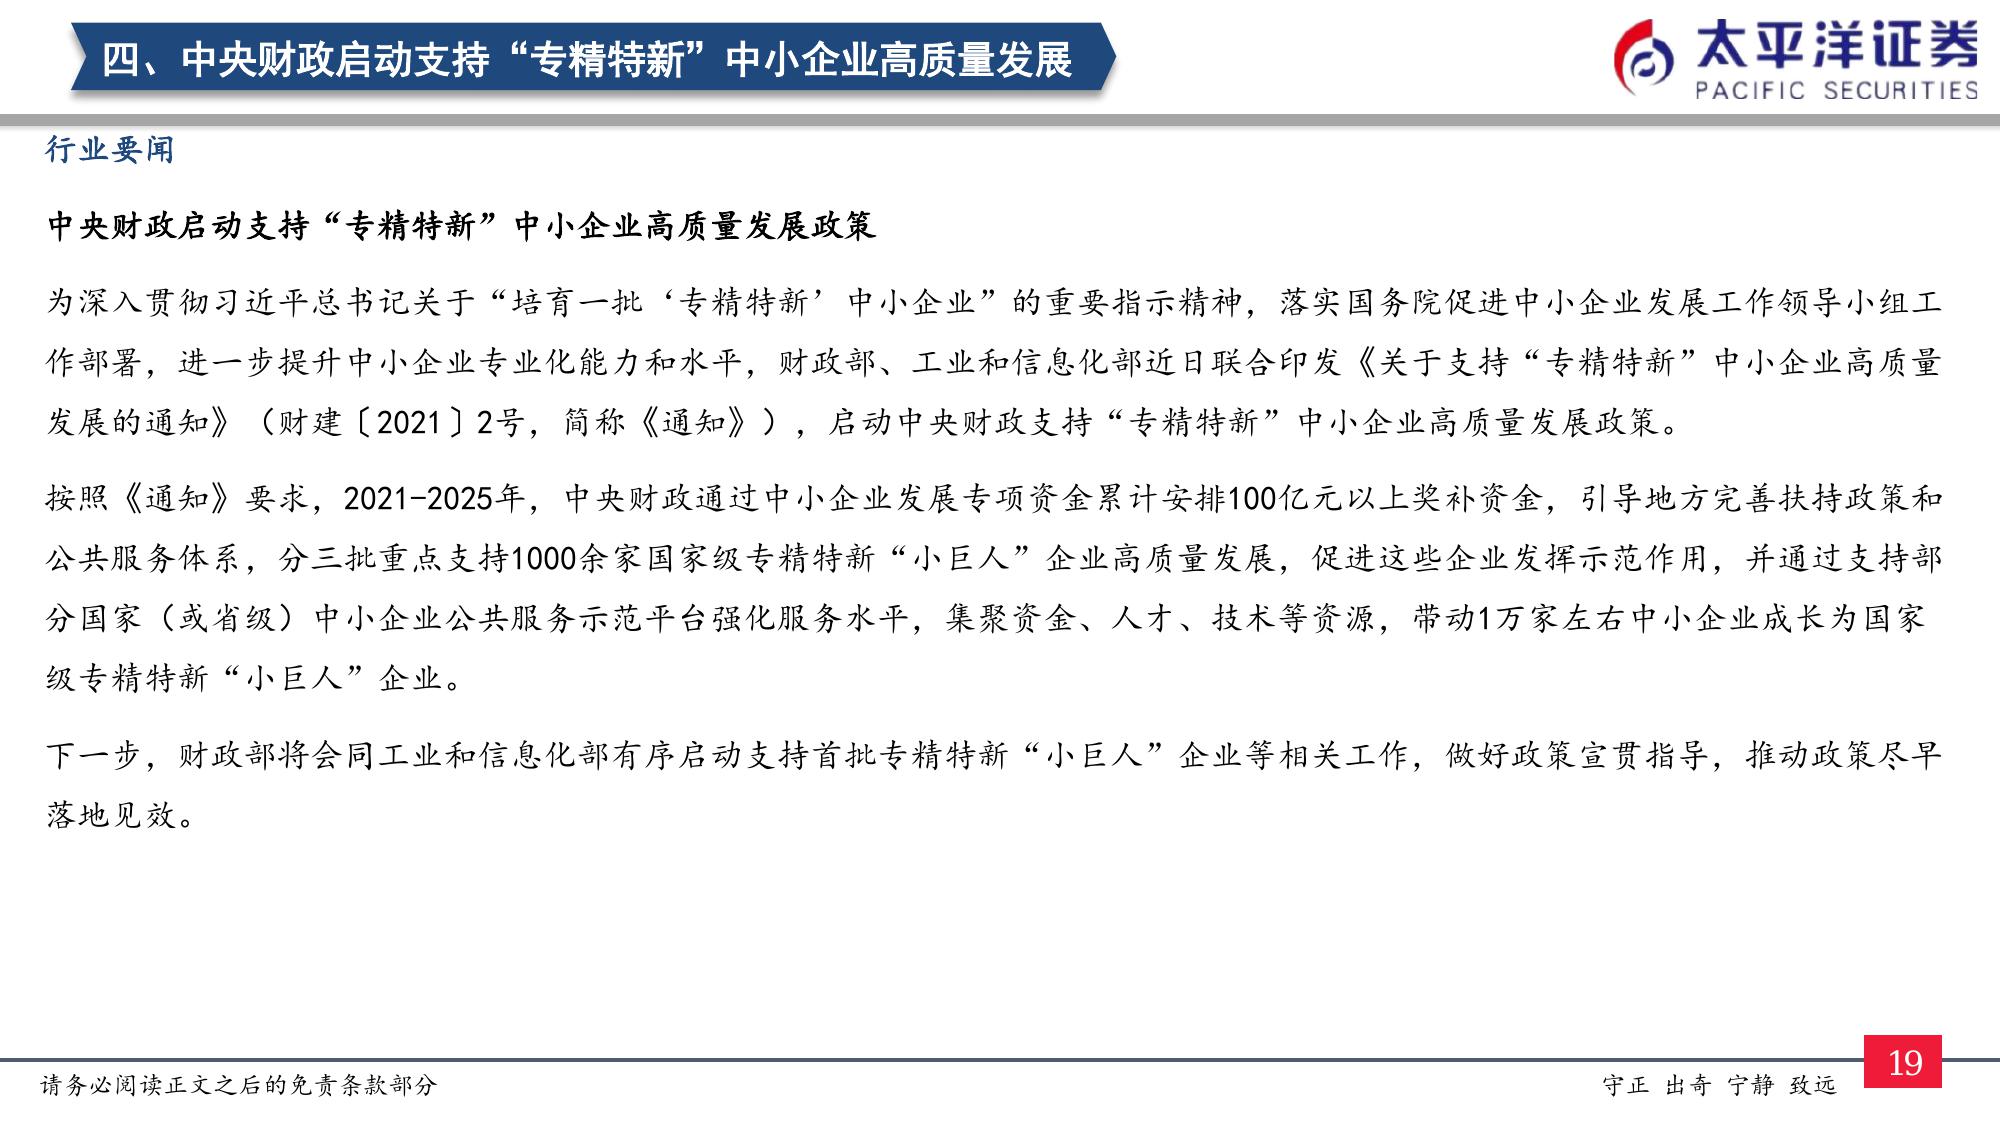 四、中央财政启动支持“专精特新”中小企业高质量发展
太平洋证券
PACIFIC SECURITIES
行业要闻
中央财政启动支持“专精特新”中小企业高质量发展政策
为深入贯彻习近平总书记关于“培育一批‘专精特新’中小企业”的重要指示精神，落实国务院促进中小企业发展工作领导小组工
作部署，进一步提升中小企业专业化能力和水平，财政部、工业和信息化部近日联合印发《关于支持“专精特新”中小企业高质量
发展的通知》（财建〔2021〕2号，简称《通知》），启动中央财政支持“专精特新”中小企业高质量发展政策。
按照《通知》要求，2021-2025年，中央财政通过中小企业发展专项资金累计安排100亿元以上奖补资金，引导地方完善扶持政策和
公共服务体系，分三批重点支持1000余家国家级专精特新“小巨人”企业高质量发展，促进这些企业发挥示范作用，并通过支持部
分国家（或省级）中小企业公共服务示范平台强化服务水平，集聚资金、人才、技术等资源，带动1万家左右中小企业成长为国家
级专精特新“小巨人”企业。
下一步，财政部将会同工业和信息化部有序启动支持首批专精特新“小巨人”企业等相关工作，做好政策宣贯指导，推动政策尽早
落地见效。
请务必阅读正文之后的免责条款部分
守正 出奇 宁静 致远
19